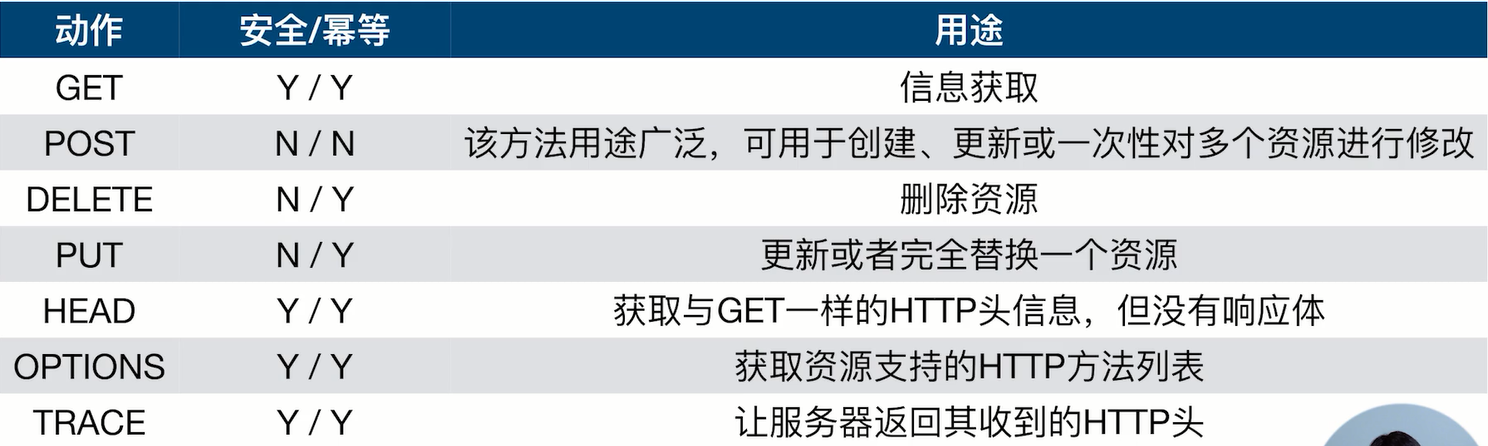 动作 安全/幂等 用途
GET Y / Y 信息获取
POST N / N 该方法用途广泛，可用于创建、更新或一次性对多个资源进行修改
DELETE N / Y 删除资源
PUT N / Y 更新或者完全替换一个资源
HEAD Y / Y 获取与GET一样的HTTP头信息，但没有响应体
OPTIONS Y / Y 获取资源支持的HTTP方法列表
TRACE Y / Y 让服务器返回其收到的HTTP头